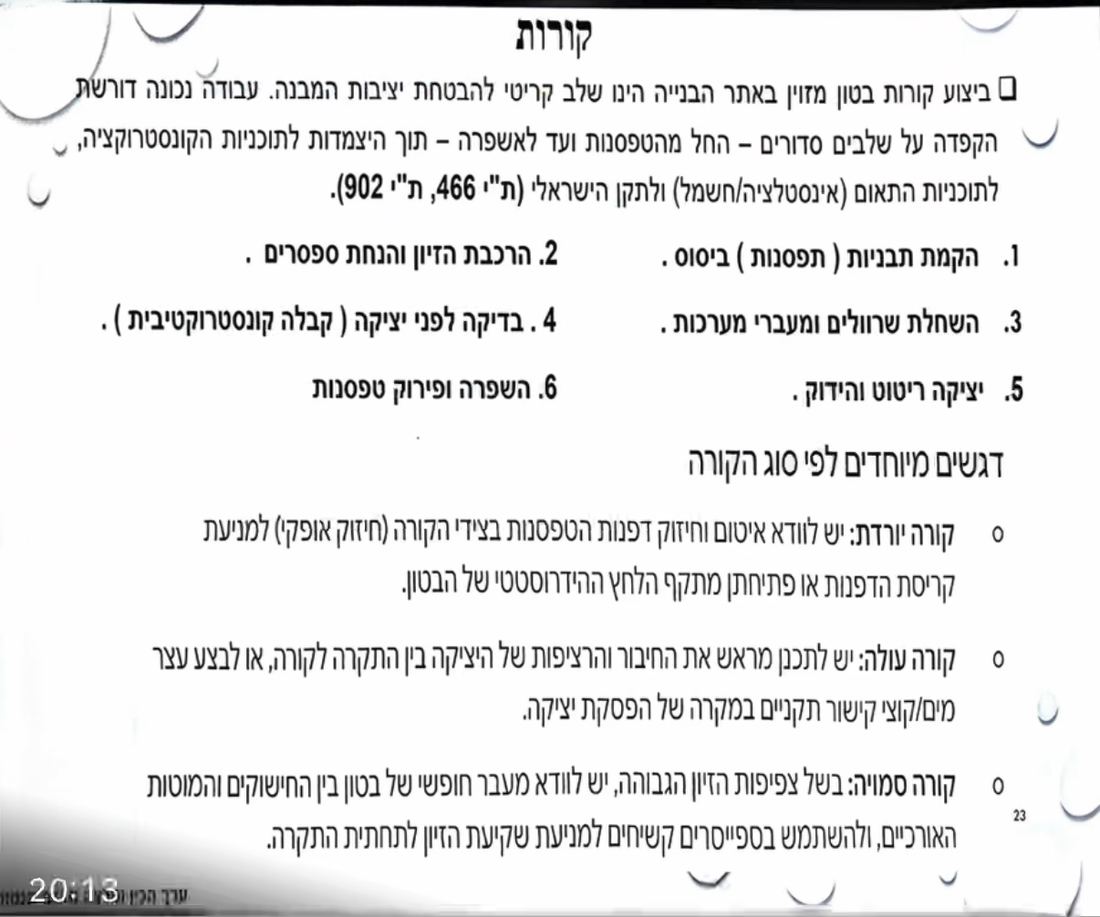 קורות
❑ ביצוע קורות בטון מזוין באתר הבנייה הינו שלב קריטי להבטחת יציבות המבנה. עבודה נכונה דורשת
הקפדה על שלבים סדורים – החל מהטפסנות ועד לאשפרה – תוך היצמדות לתוכניות הקונסטרוקציה,
לתוכניות התאום (אינסטלציה/חשמל) ולתקן הישראלי (ת"י 466, ת"י 902).
1. הקמת תבניות ( תפסנות ) ביסוס . 2. הרכבת הזיון והנחת ספסרים .
3. השחלת שרוולים ומעברי מערכות . 4 . בדיקה לפני יציקה ( קבלה קונסטרוקטיבית ) .
5. יציקה ריטוט והידוק . 6. השפרה ופירוק טפסנות
דגשים מיוחדים לפי סוג הקורה
o קורה יורדת: יש לוודא איטום וחיזוק דפנות הטפסנות בצידי הקורה (חיזוק אופקי) למניעת
קריסת הדפנות או פתיחתן מתקף הלחץ ההידרוסטטי של הבטון.
o קורה עולה: יש לתכנן מראש את החיבור והרציפות של היציקה בין התקרה לקורה, או לבצע עצר
מים/קוצי קישור תקניים במקרה של הפסקת יציקה.
o קורה סמויה: בשל צפיפות הזיון הגבוהה, יש לוודא מעבר חופשי של בטון בין החישוקים והמוטות
האורכיים, ולהשתמש בספייסרים קשיחים למניעת שקיעת הזיון לתחתית התקרה.
23
20:13
ערך הכין